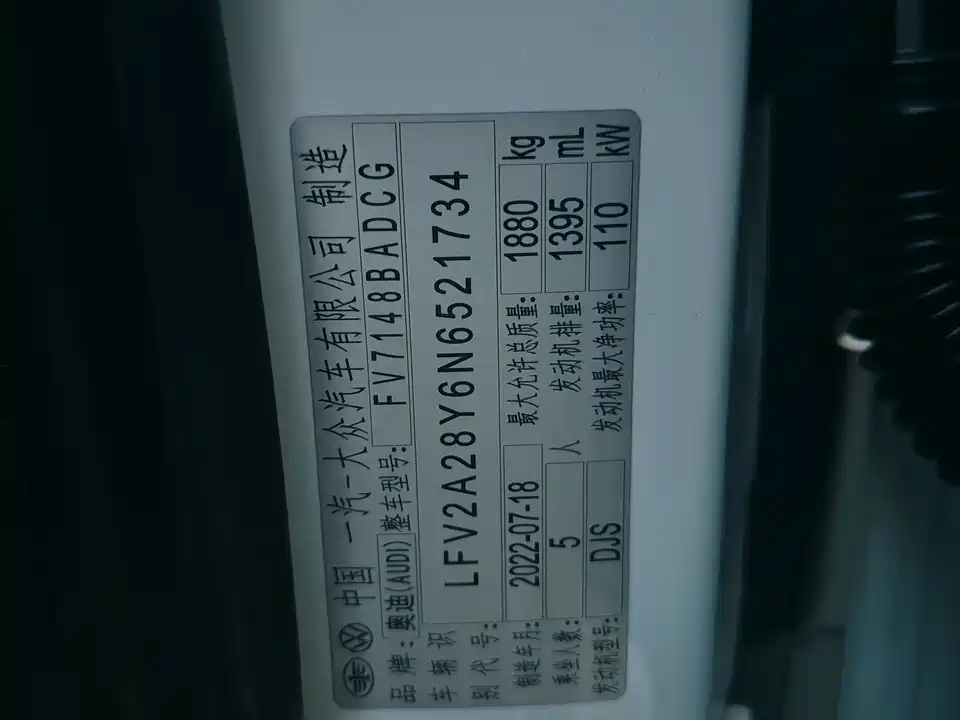 中国 一汽-大众汽车有限公司 制造
品牌: 奥迪(AUDI) 整车型号: FV7148BADCG
车辆识别代号: LFV2A28Y6N6521734
制造年月: 2022-07-18 最大允许总质量: 1880 kg
乘坐人数: 5 人 发动机排量: 1395 mL
发动机型号: DJS 发动机最大净功率: 110 kW